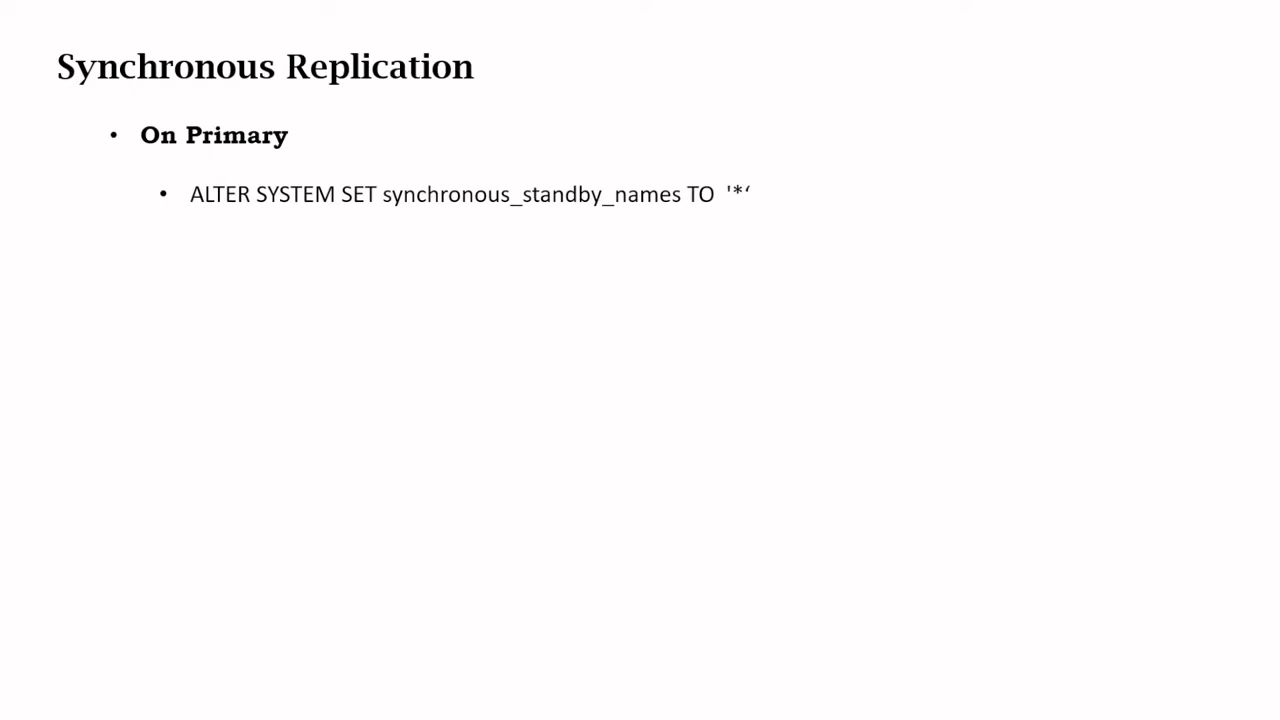 Synchronous Replication
• On Primary
• ALTER SYSTEM SET synchronous_standby_names TO '*‘